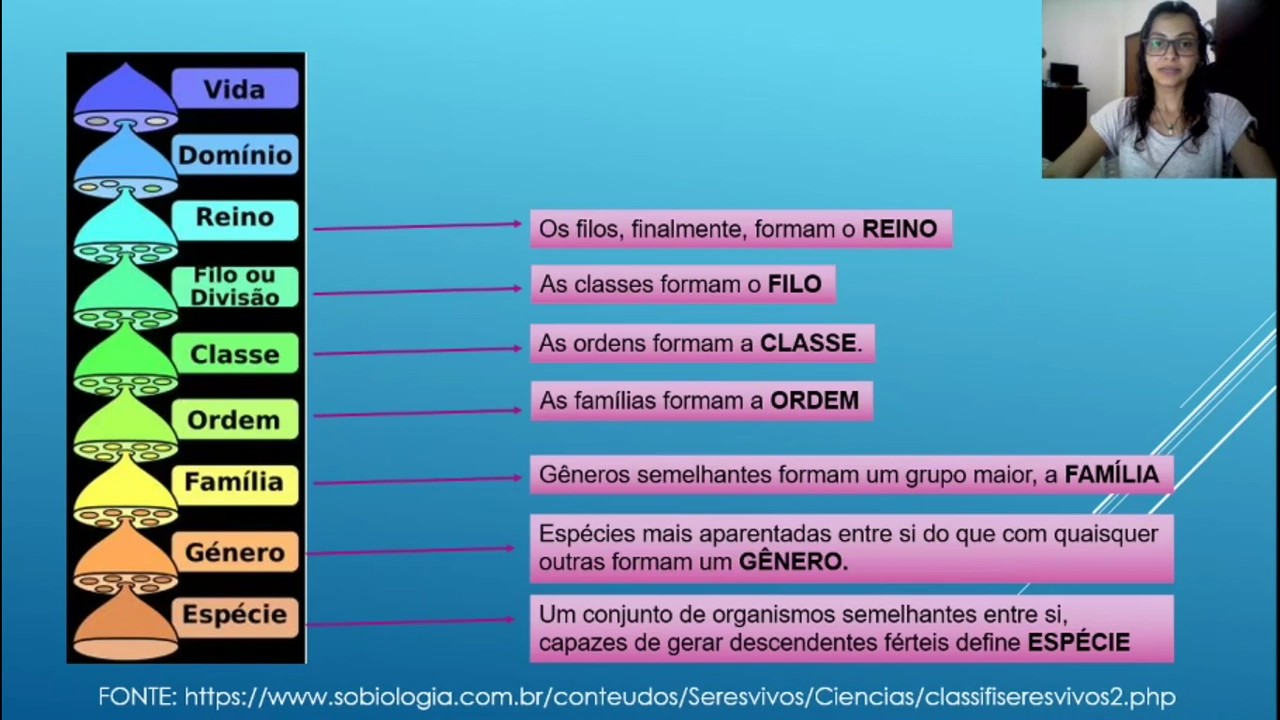 Vida
Domínio
Reino
Filo ou
Divisão
Classe
Ordem
Família
Género
Espécie
Os filos, finalmente, formam o REINO
As classes formam o FILO
As ordens formam a CLASSE.
As famílias formam a ORDEM
Gêneros semelhantes formam um grupo maior, a FAMÍLIA
Espécies mais aparentadas entre si do que com quaisquer
outras formam um GÊNERO.
Um conjunto de organismos semelhantes entre si,
capazes de gerar descendentes férteis define ESPÉCIE
FONTE: https://www.sobiologia.com.br/conteudos/Seresvivos/Ciencias/classifiseresvivos2.php